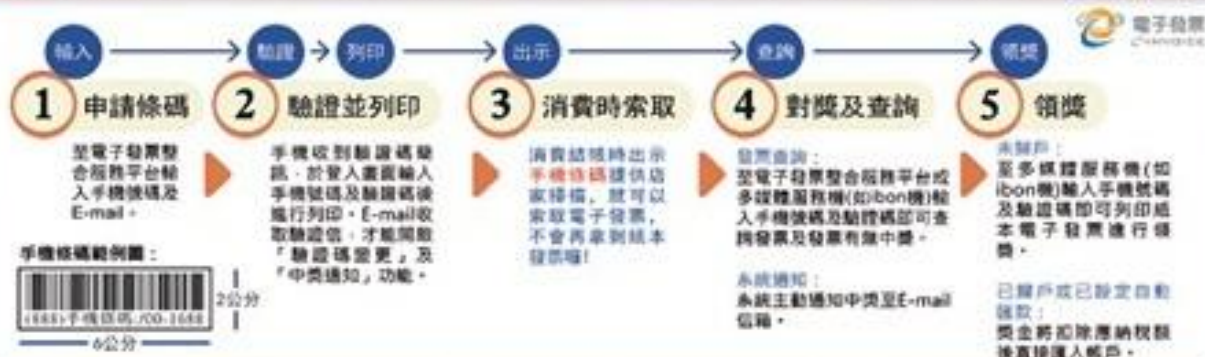 輸入
驗證
列印
出示
查詢
領獎
電子發票
1 申請條碼
至電子發票整
合服務平台輸
入手機號碼及
E-mail。
手機條碼範例圖：
2公分
6公分
2 驗證並列印
手機收到驗證碼簡
訊，於登入畫面輸入
手機號碼及驗證碼後
進行列印。E-mail收
取驗證信，才能開啟
「驗證碼變更」及
「中獎通知」功能。
3 消費時索取
消費結帳時出示
手機條碼提供店
家掃描，就可以
索取電子發票，
不會再拿到紙本
發票囉!
4 對獎及查詢
發票查詢：
至電子發票整合服務平台或
多媒體服務機(如ibon機)輸
入手機號碼及驗證碼即可查
詢發票及發票有無中獎。
系統通知：
系統主動通知中獎至E-mail
信箱。
5 領獎
未歸戶：
至多媒體服務機(如
ibon機)輸入手機號碼
及驗證碼即可列印紙
本電子發票進行領
獎。
已歸戶或已設定自動
匯款：
獎金將扣除應納稅額
後直接匯入帳戶。